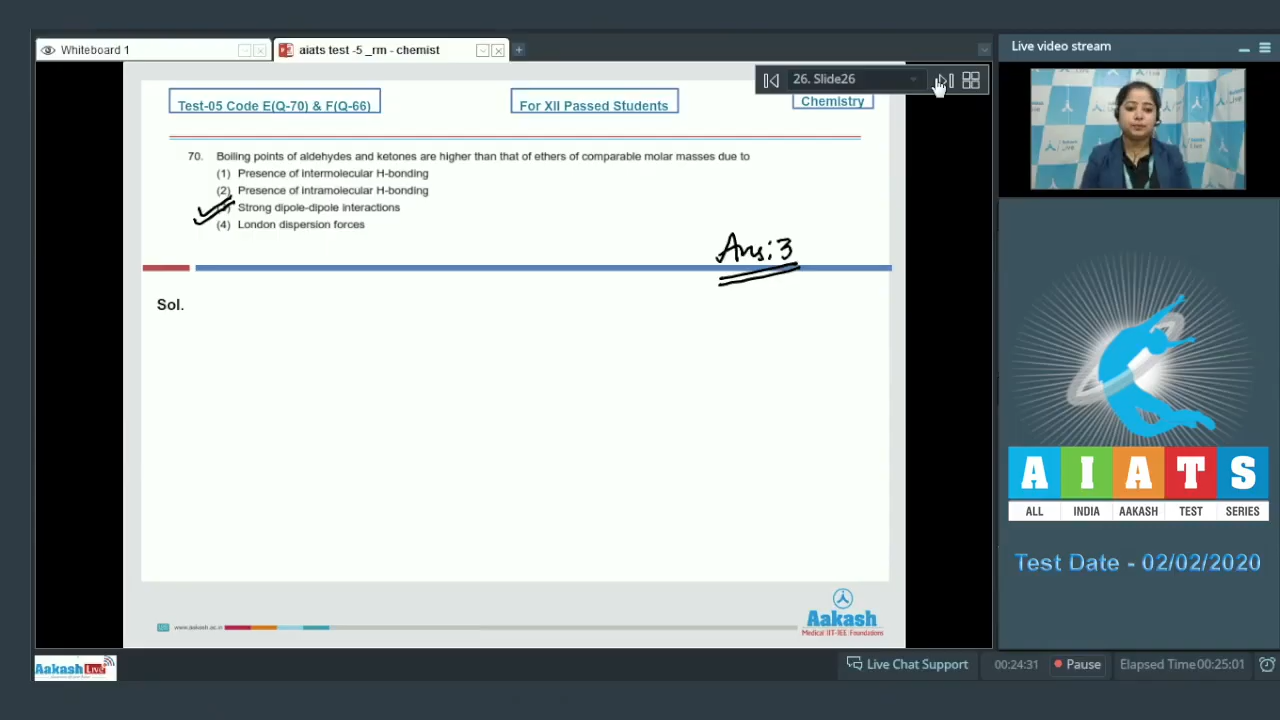 Whiteboard 1
aiats test -5 _rm - chemist
Live video stream
26. Slide26
Test-05 Code E(Q-70) & F(Q-66)
For XII Passed Students
Chemistry
70. Boiling points of aldehydes and ketones are higher than that of ethers of comparable molar masses due to
(1) Presence of intermolecular H-bonding
(2) Presence of intramolecular H-bonding
Strong dipole-dipole interactions
(4) London dispersion forces
Ans: 3
Sol.
A I A T S
ALL INDIA AAKASH TEST SERIES
Test Date - 02/02/2020
www.aakash.ac.in
Aakash
Medical IIT-JEE Foundations
Aakash Live
Live Chat Support
00:24:31
Pause
Elapsed Time 00:25:01